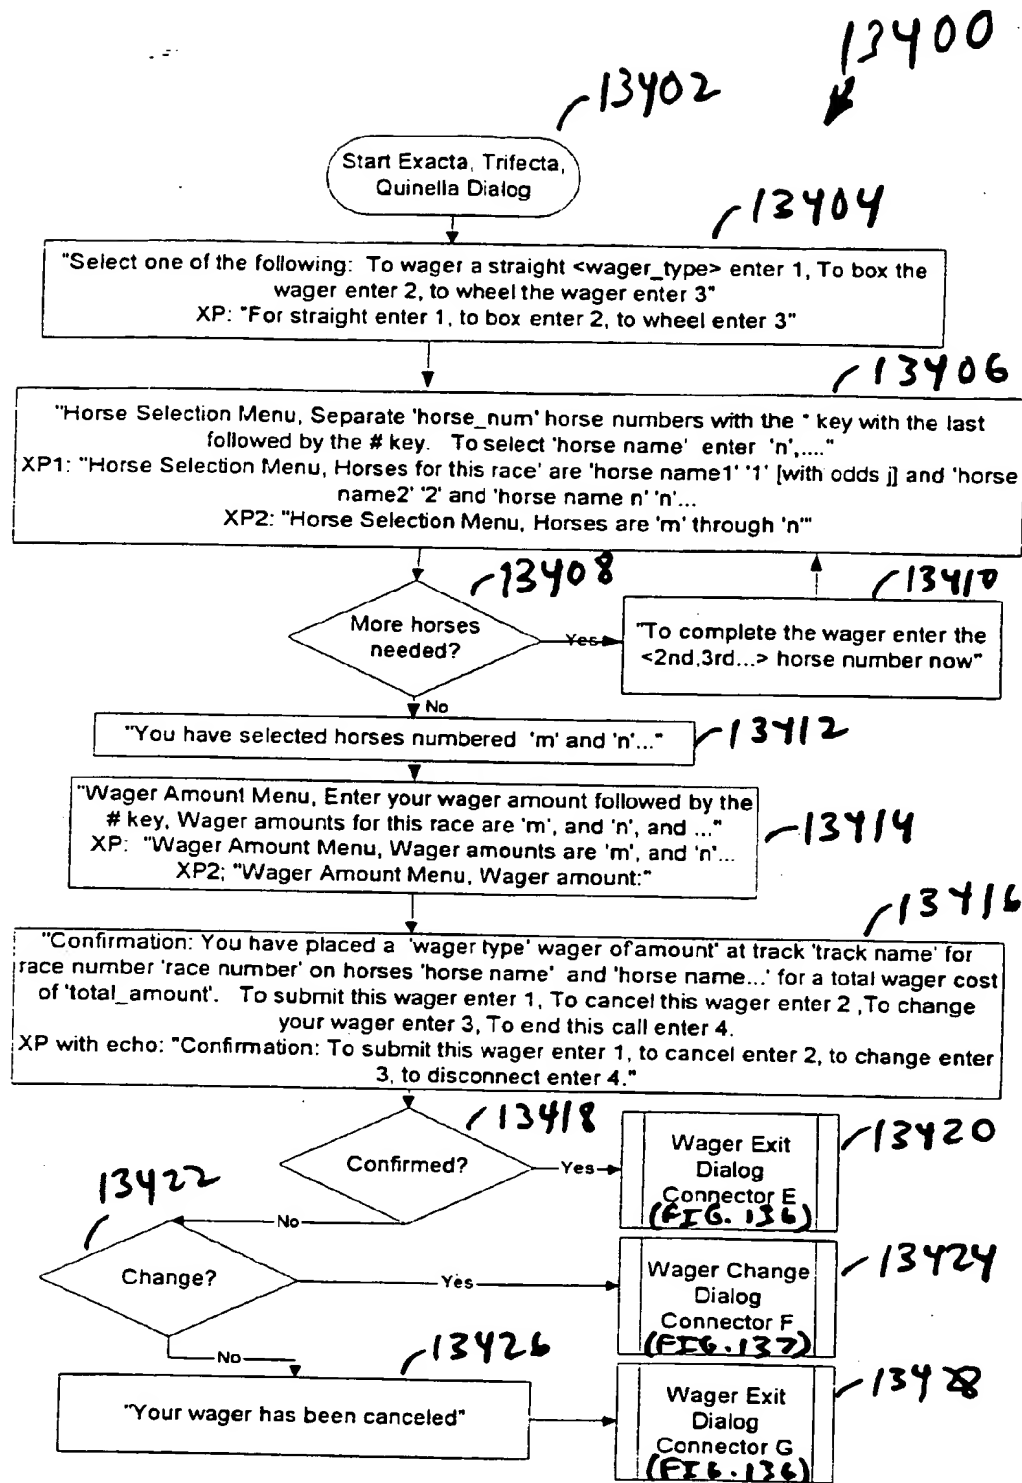 13400
13402
Start Exacta, Trifecta,
Quinella Dialog
13404
"Select one of the following: To wager a straight <wager_type> enter 1, To box the
wager enter 2, to wheel the wager enter 3"
XP: "For straight enter 1, to box enter 2, to wheel enter 3"
13406
"Horse Selection Menu, Separate 'horse_num' horse numbers with the * key with the last
followed by the # key. To select 'horse name' enter 'n',...."
XP1: "Horse Selection Menu, Horses for this race' are 'horse name1' '1' [with odds j] and 'horse
name2' '2' and 'horse name n' 'n'...
XP2: "Horse Selection Menu, Horses are 'm' through 'n'"
13408
More horses
needed?
Yes
13410
"To complete the wager enter the
<2nd,3rd...> horse number now"
No
"You have selected horses numbered 'm' and 'n'..."
13412
"Wager Amount Menu, Enter your wager amount followed by the
# key, Wager amounts for this race are 'm', and 'n', and ..."
XP: "Wager Amount Menu, Wager amounts are 'm', and 'n'...
XP2; "Wager Amount Menu, Wager amount:"
13414
13416
"Confirmation: You have placed a 'wager type' wager of amount' at track 'track name' for
race number 'race number' on horses 'horse name' and 'horse name...' for a total wager cost
of 'total_amount'. To submit this wager enter 1, To cancel this wager enter 2 ,To change
your wager enter 3, To end this call enter 4.
XP with echo: "Confirmation: To submit this wager enter 1, to cancel enter 2, to change enter
3, to disconnect enter 4."
13418
Confirmed?
Yes
Wager Exit
Dialog
Connector E
(FIG. 136)
13420
No
13422
Change?
Yes
Wager Change
Dialog
Connector F
(FIG. 137)
13424
No
13426
"Your wager has been canceled"
Wager Exit
Dialog
Connector G
(FIG. 136)
13428